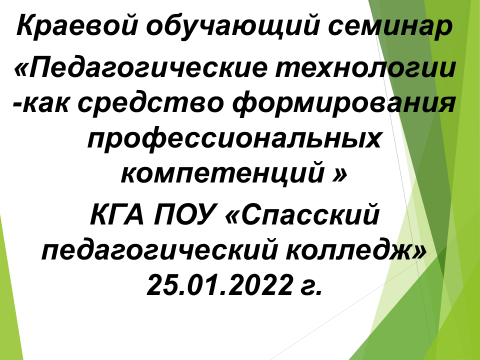 Краевой обучающий семинар
«Педагогические технологии
-как средство формирования
профессиональных
компетенций »
КГА ПОУ «Спасский
педагогический колледж»
25.01.2022 г.